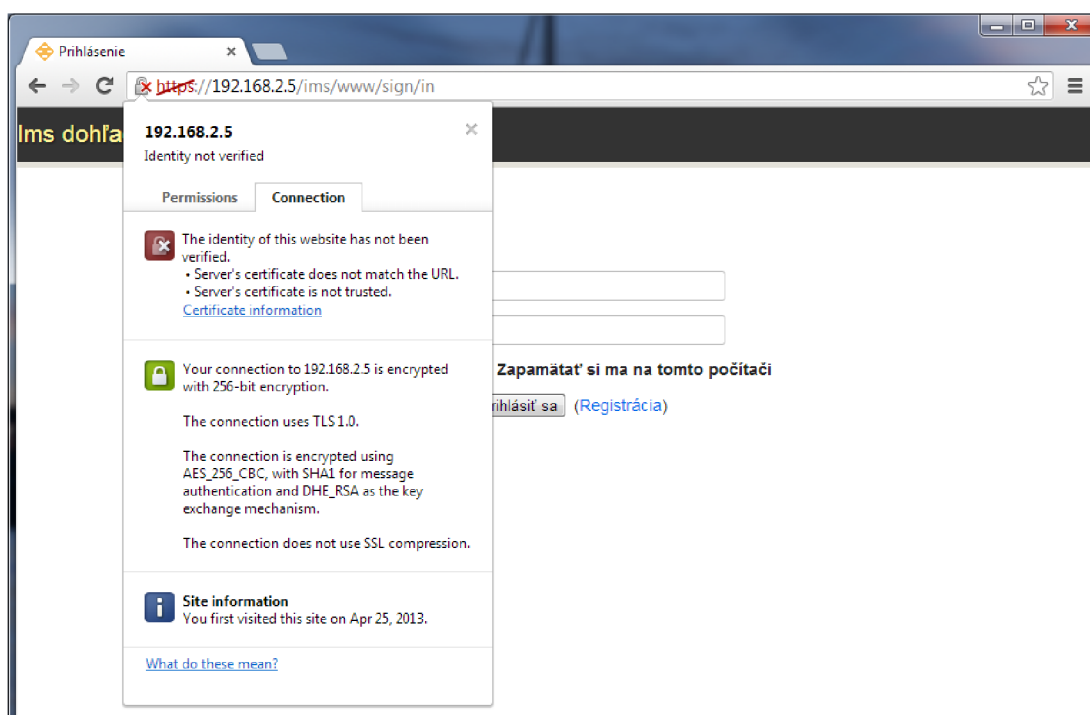 Prihlásenie
https://192.168.2.5/ims/www/sign/in
Ims dohľa
192.168.2.5
Identity not verified
Permissions Connection
The identity of this website has not been
verified.
• Server's certificate does not match the URL.
• Server's certificate is not trusted.
Certificate information
Your connection to 192.168.2.5 is encrypted
with 256-bit encryption.
The connection uses TLS 1.0.
The connection is encrypted using
AES_256_CBC, with SHA1 for message
authentication and DHE_RSA as the key
exchange mechanism.
The connection does not use SSL compression.
Site information
You first visited this site on Apr 25, 2013.
What do these mean?
Zapamätať si ma na tomto počítači
rihlásiť sa (Registrácia)